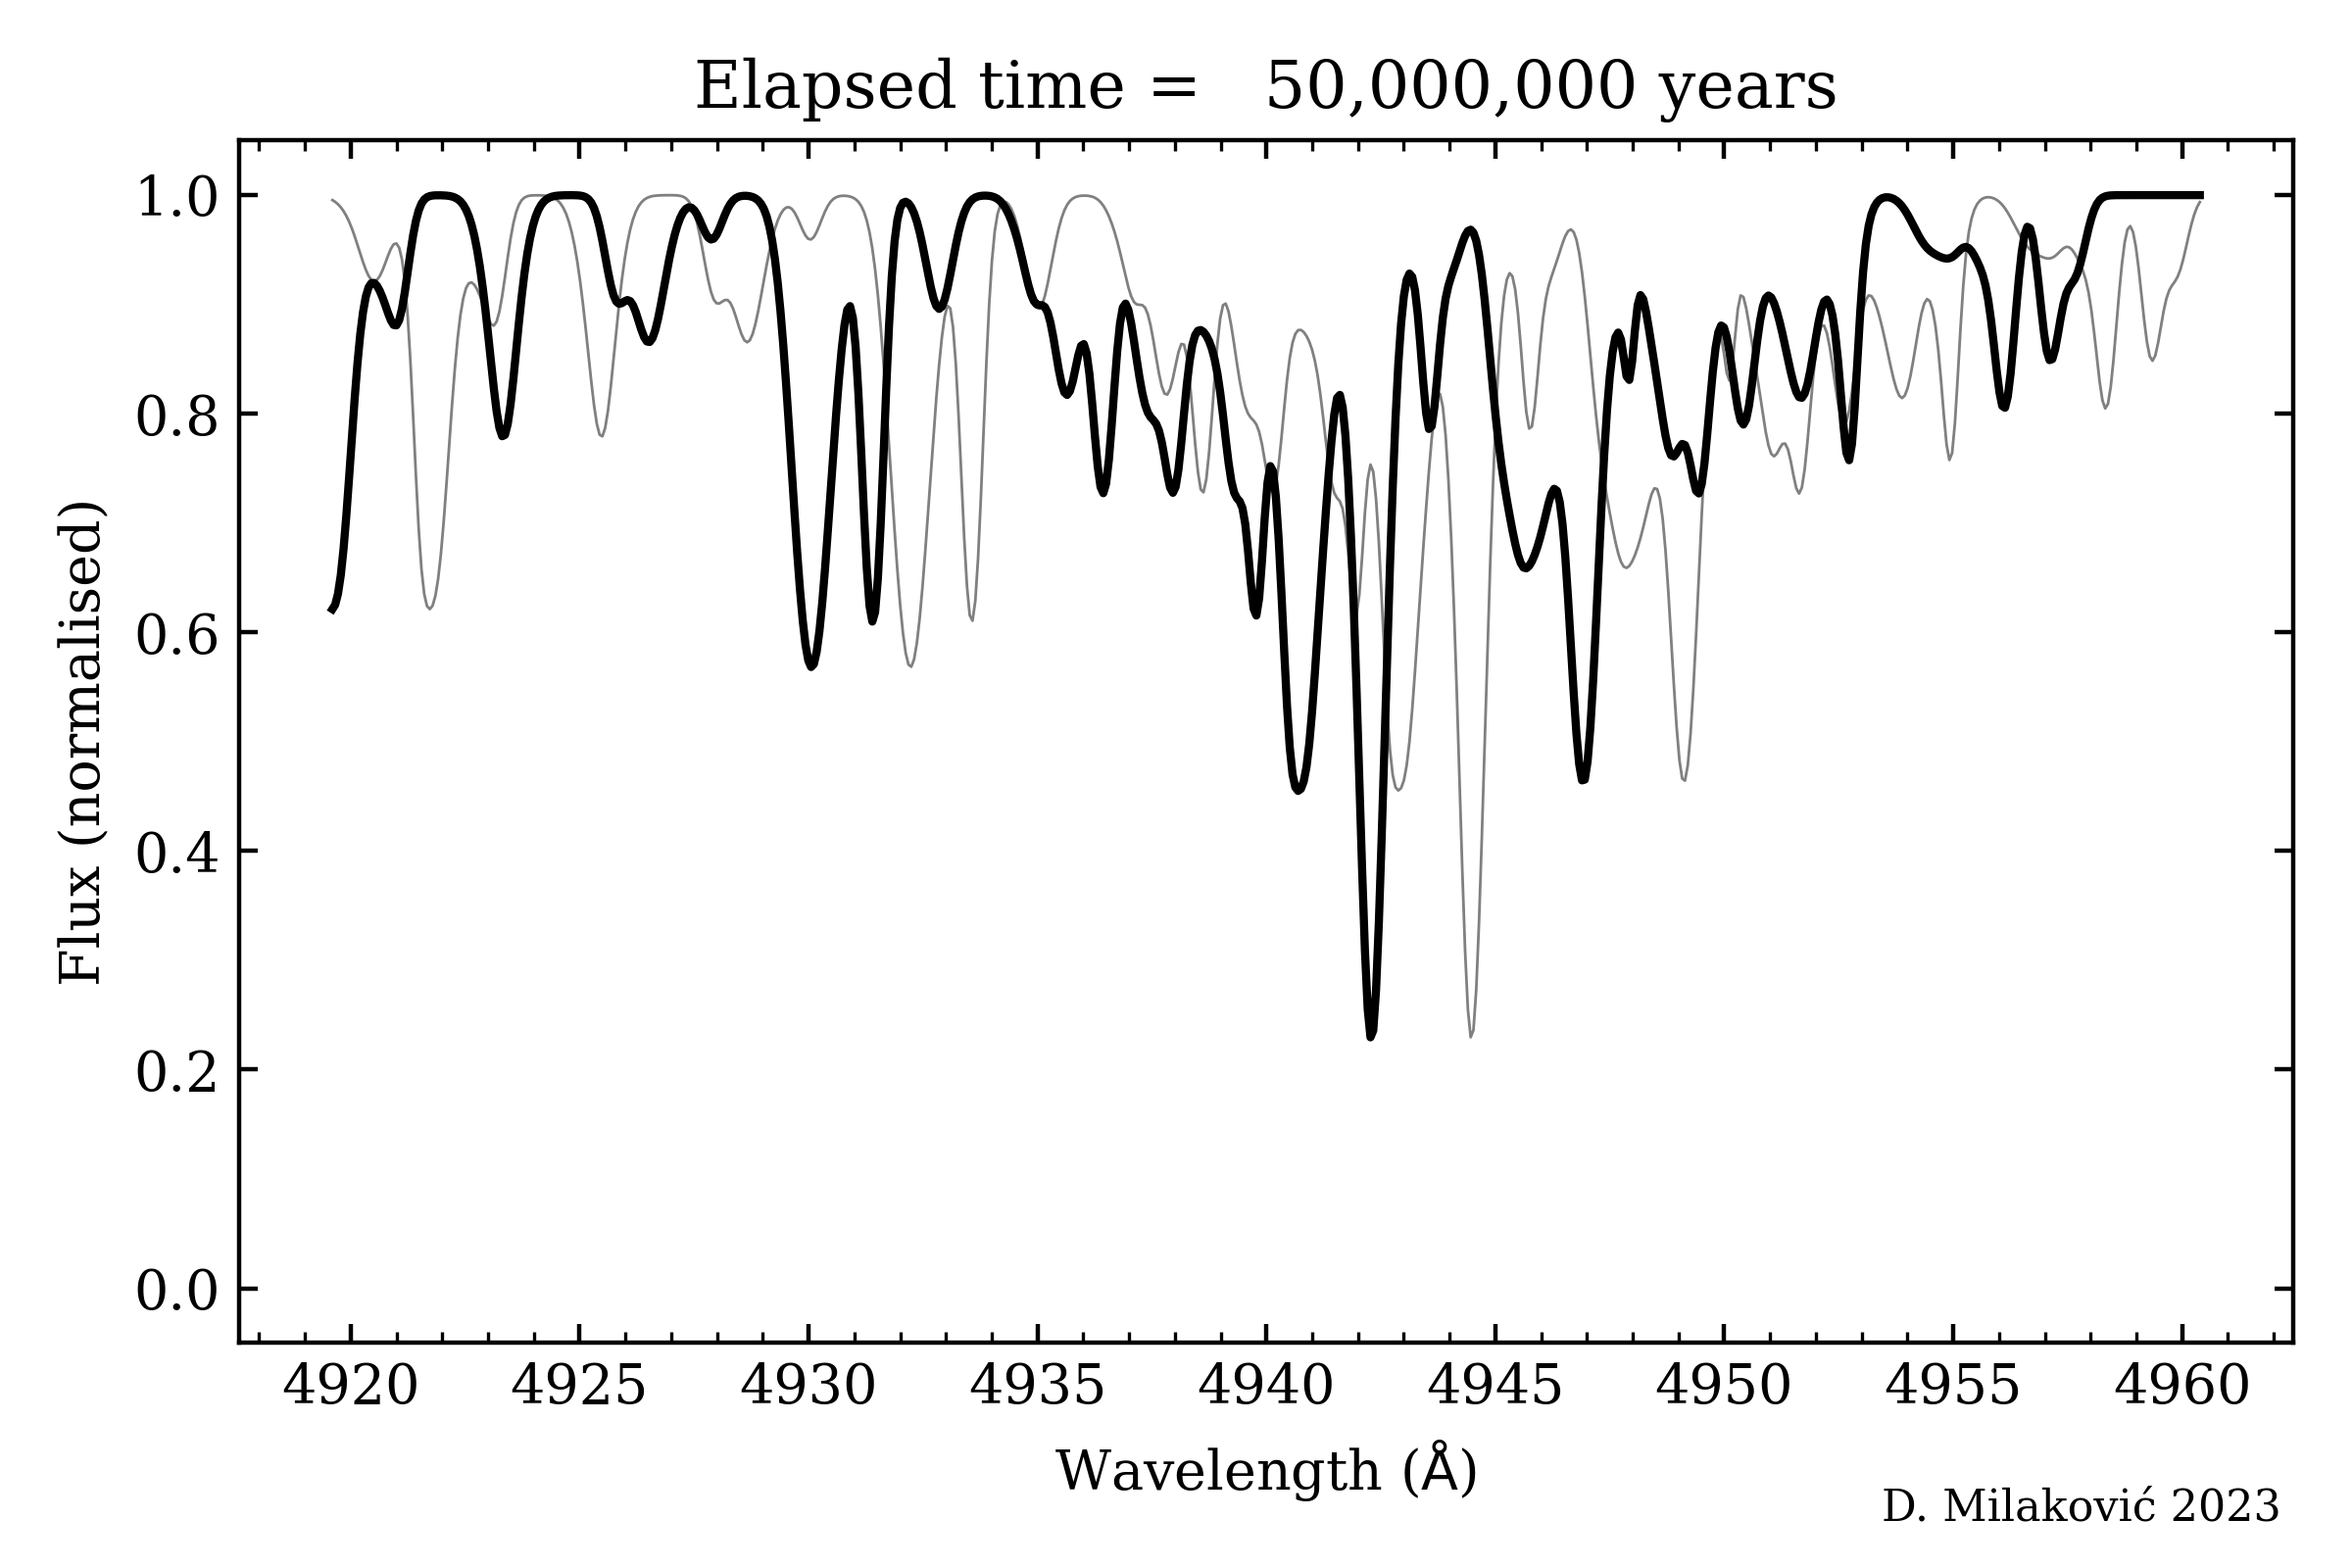 Elapsed time = 50,000,000 years
1.0
0.8
0.6
0.4
0.2
0.0
Flux (normalised)
4920 4925 4930 4935 4940 4945 4950 4955 4960
Wavelength (Å)
D. Milaković 2023